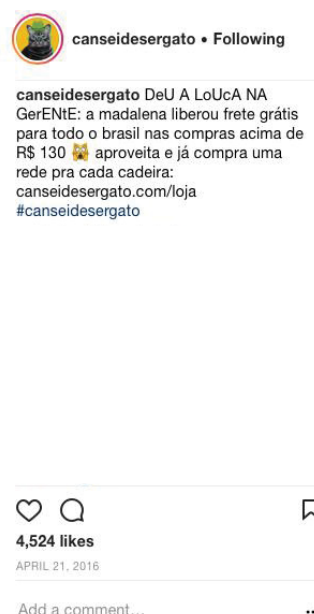 canseidesergato • Following
canseidesergato DeU A LoUcA NA
GerENtE: a madalena liberou frete grátis
para todo o brasil nas compras acima de
R$ 130 🙀 aproveita e já compra uma
rede pra cada cadeira:
canseidesergato.com/loja
#canseidesergato
4,524 likes
APRIL 21, 2016
Add a comment...